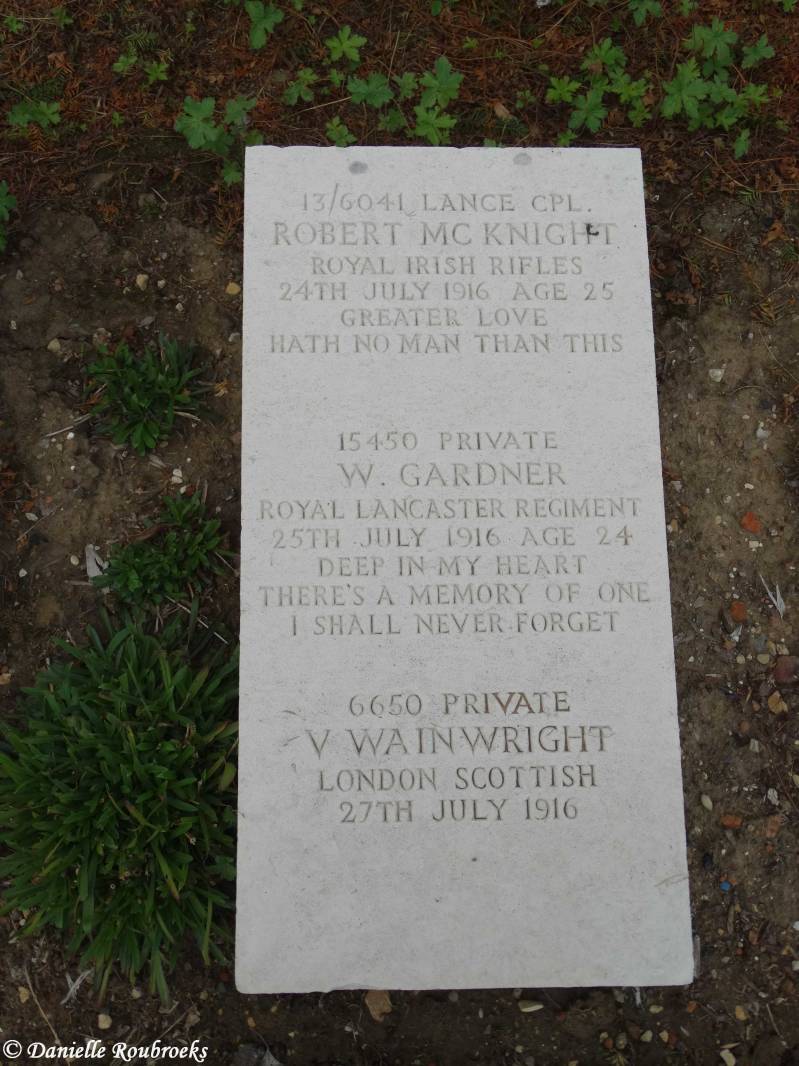 13/6041 LANCE CPL.
ROBERT MC KNIGHT
ROYAL IRISH RIFLES
24TH JULY 1916 AGE 25
GREATER LOVE
HATH NO MAN THAN THIS
15450 PRIVATE
W. GARDNER
ROYAL LANCASTER REGIMENT
25TH JULY 1916 AGE 24
DEEP IN MY HEART
THERE'S A MEMORY OF ONE
I SHALL NEVER FORGET
6650 PRIVATE
V WAINWRIGHT
LONDON SCOTTISH
27TH JULY 1916
© Danielle Roubroeks